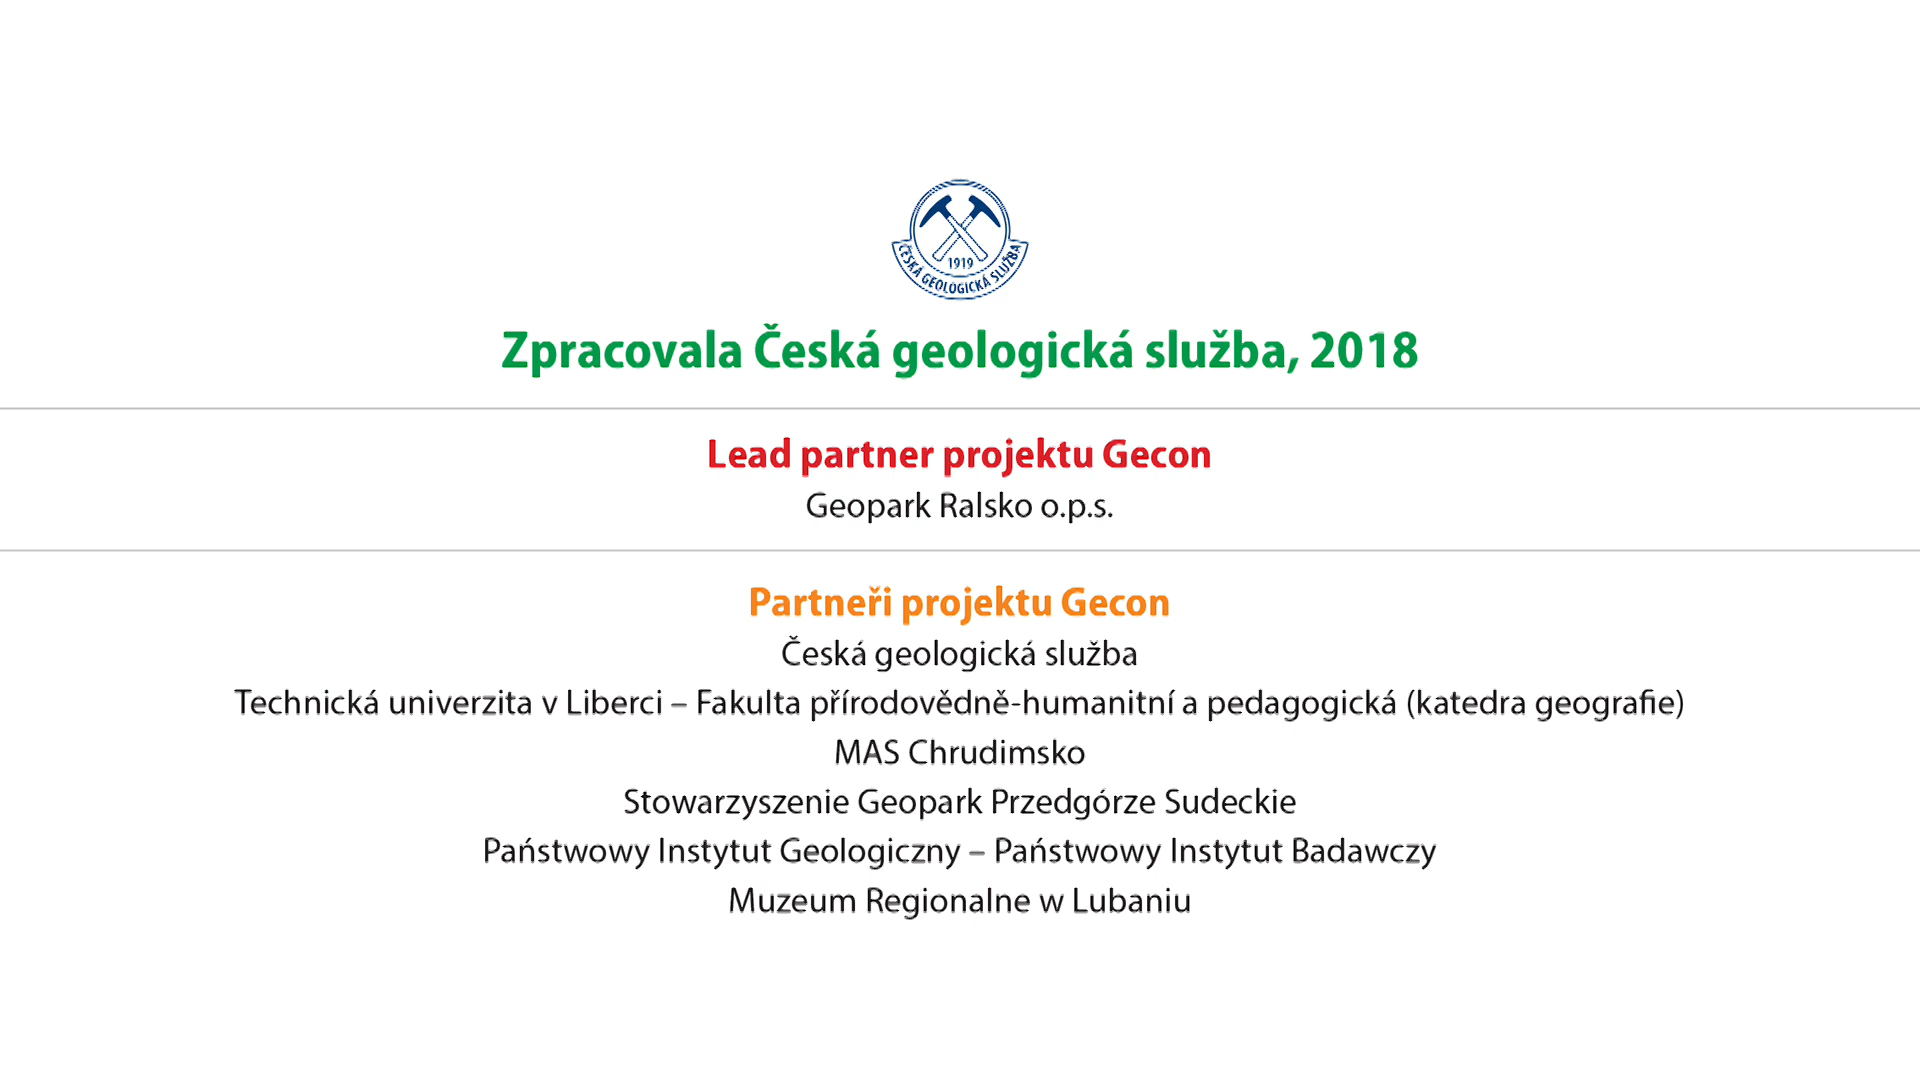 1919
ČESKÁ GEOLOGICKÁ SLUŽBA
Zpracovala Česká geologická služba, 2018
Lead partner projektu Gecon
Geopark Ralsko o.p.s.
Partneři projektu Gecon
Česká geologická služba
Technická univerzita v Liberci – Fakulta přírodovědně-humanitní a pedagogická (katedra geografie)
MAS Chrudimsko
Stowarzyszenie Geopark Przedgórze Sudeckie
Państwowy Instytut Geologiczny – Państwowy Instytut Badawczy
Muzeum Regionalne w Lubaniu